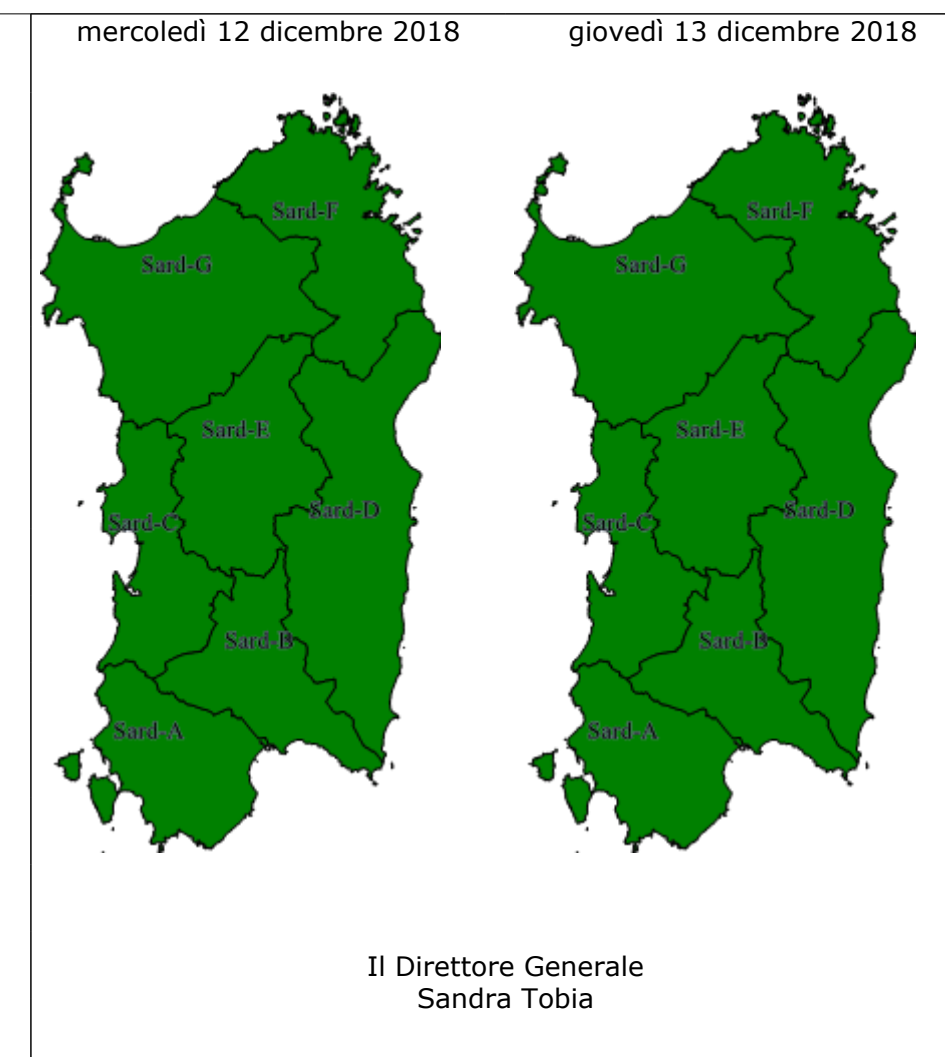 mercoledì 12 dicembre 2018
giovedì 13 dicembre 2018
Sard-F
Sard-G
Sard-E
Sard-D
Sard-C
Sard-B
Sard-A
Sard-F
Sard-G
Sard-E
Sard-D
Sard-C
Sard-B
Sard-A
Il Direttore Generale
Sandra Tobia